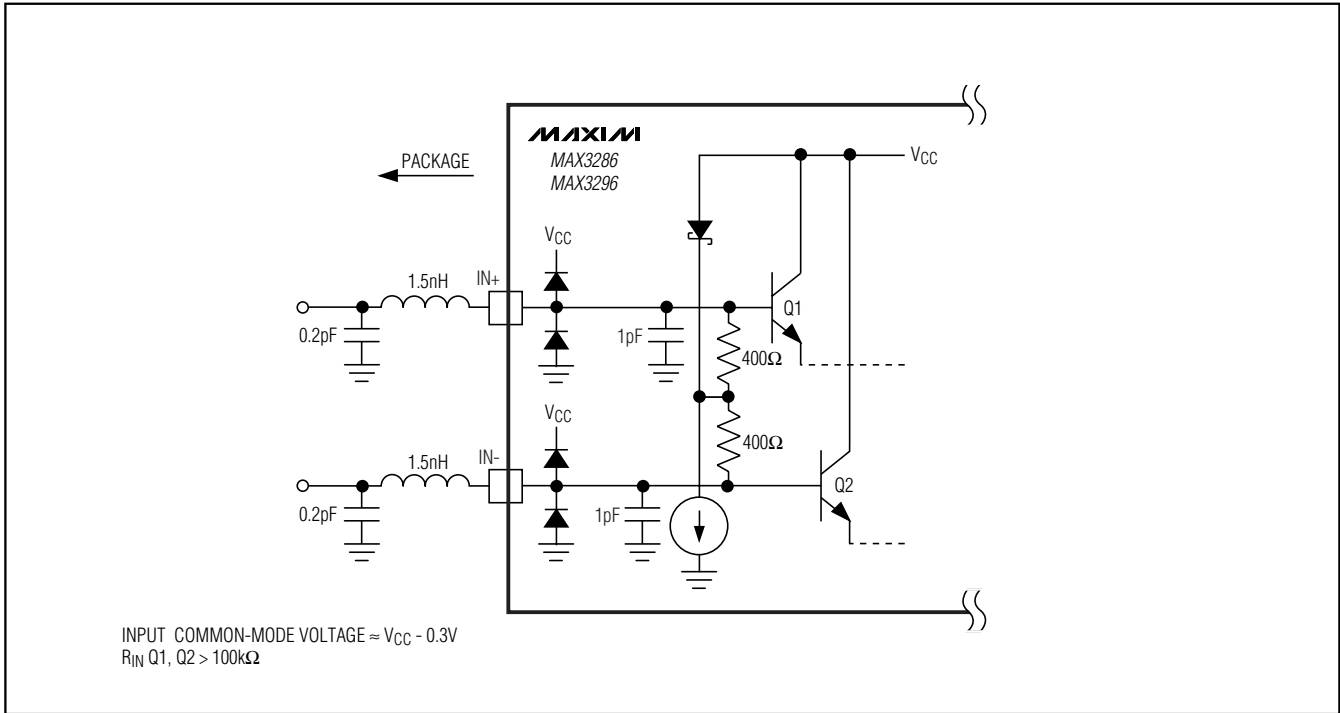 MAXIM
MAX3286
MAX3296
PACKAGE
VCC
VCC
1.5nH
IN+
Q1
0.2pF
1pF
400Ω
VCC
400Ω
1.5nH
IN-
Q2
0.2pF
1pF
INPUT COMMON-MODE VOLTAGE ≈ VCC - 0.3V
RIN Q1, Q2 > 100kΩ